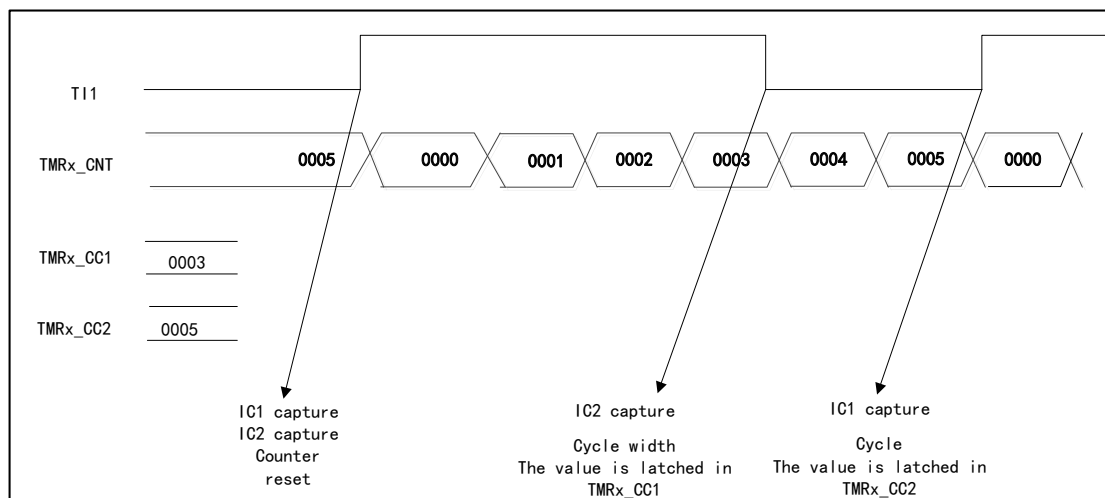 TI1
TMRx_CNT
0005 0000 0001 0002 0003 0004 0005 0000
TMRx_CC1
0003
TMRx_CC2
0005
IC1 capture
IC2 capture
Counter
reset
IC2 capture
Cycle width
The value is latched in
TMRx_CC1
IC1 capture
Cycle
The value is latched in
TMRx_CC2